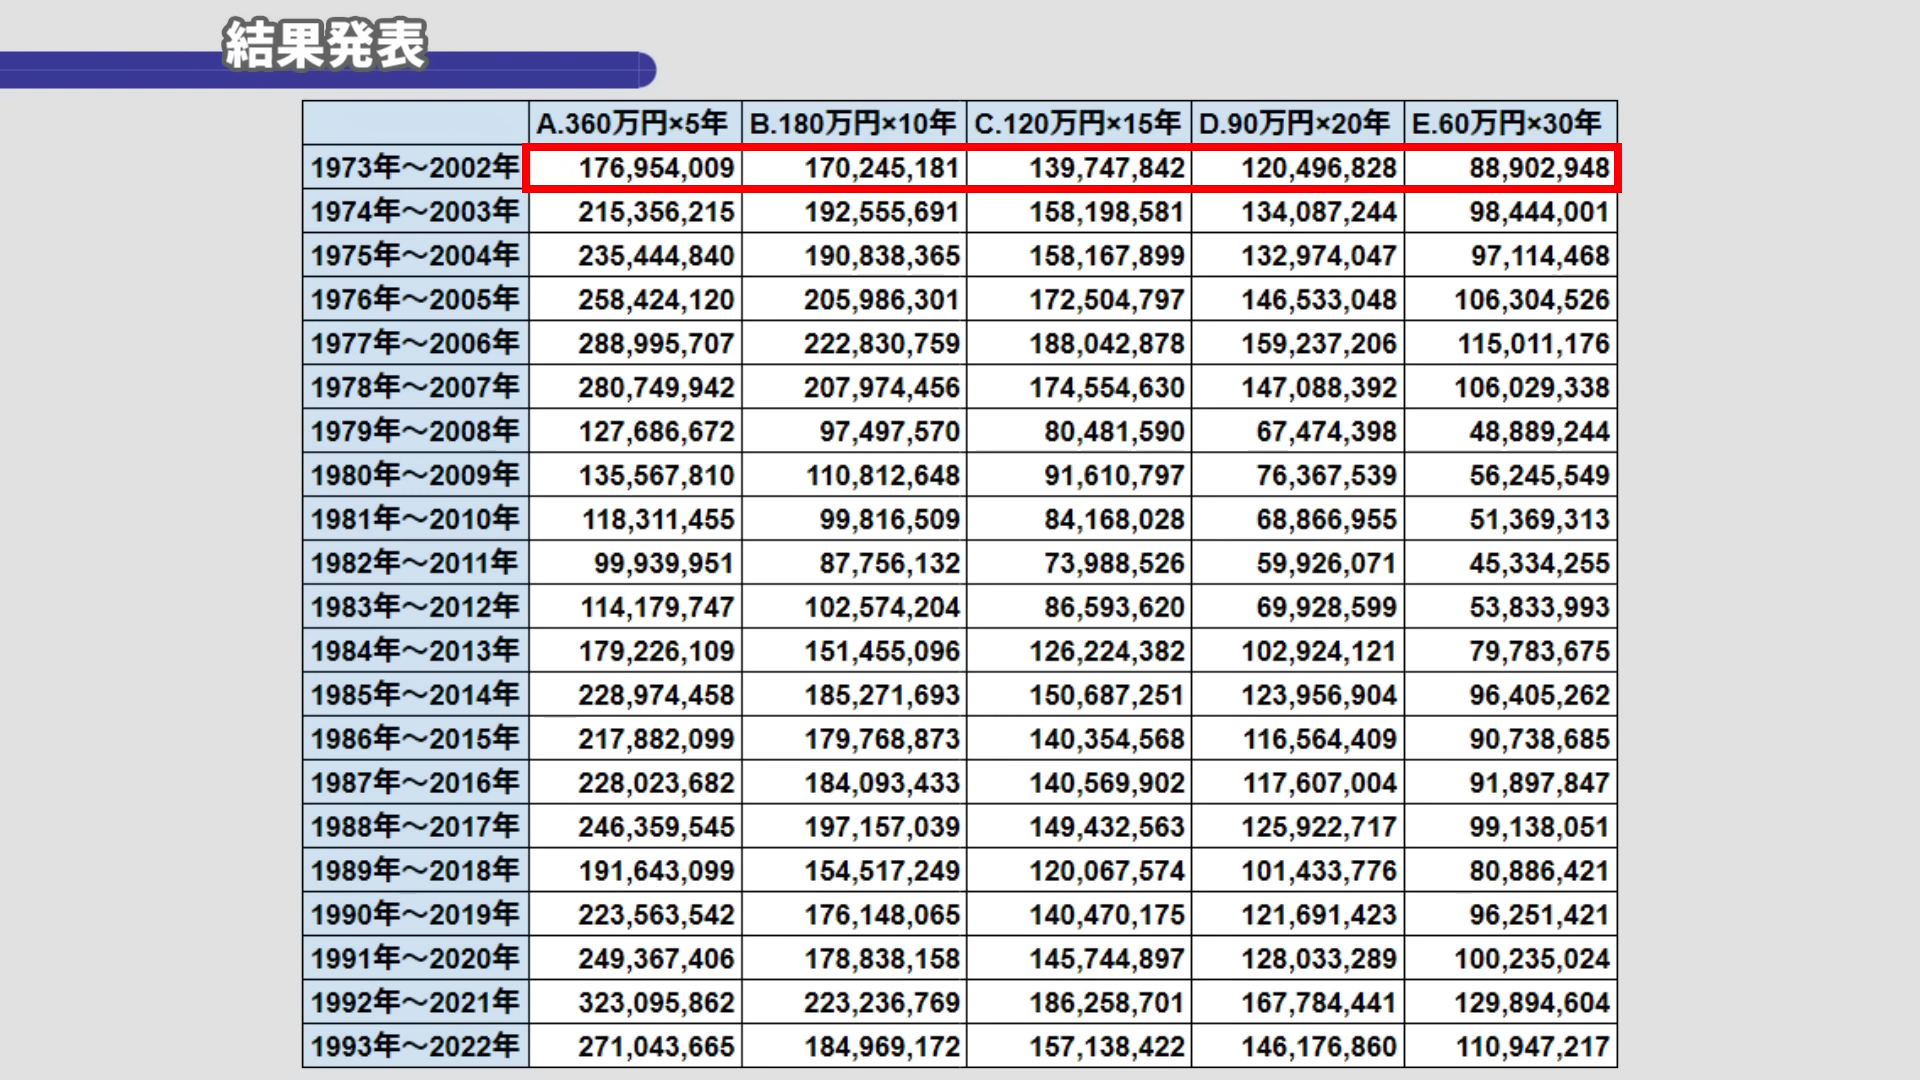 結果発表
A.360万円×5年 B.180万円×10年 C.120万円×15年 D.90万円×20年 E.60万円×30年
1973年～2002年 176,954,009 170,245,181 139,747,842 120,496,828 88,902,948
1974年～2003年 215,356,215 192,555,691 158,198,581 134,087,244 98,444,001
1975年～2004年 235,444,840 190,838,365 158,167,899 132,974,047 97,114,468
1976年～2005年 258,424,120 205,986,301 172,504,797 146,533,048 106,304,526
1977年～2006年 288,995,707 222,830,759 188,042,878 159,237,206 115,011,176
1978年～2007年 280,749,942 207,974,456 174,554,630 147,088,392 106,029,338
1979年～2008年 127,686,672 97,497,570 80,481,590 67,474,398 48,889,244
1980年～2009年 135,567,810 110,812,648 91,610,797 76,367,539 56,245,549
1981年～2010年 118,311,455 99,816,509 84,168,028 68,866,955 51,369,313
1982年～2011年 99,939,951 87,756,132 73,988,526 59,926,071 45,334,255
1983年～2012年 114,179,747 102,574,204 86,593,620 69,928,599 53,833,993
1984年～2013年 179,226,109 151,455,096 126,224,382 102,924,121 79,783,675
1985年～2014年 228,974,458 185,271,693 150,687,251 123,956,904 96,405,262
1986年～2015年 217,882,099 179,768,873 140,354,568 116,564,409 90,738,685
1987年～2016年 228,023,682 184,093,433 140,569,902 117,607,004 91,897,847
1988年～2017年 246,359,545 197,157,039 149,432,563 125,922,717 99,138,051
1989年～2018年 191,643,099 154,517,249 120,067,574 101,433,776 80,886,421
1990年～2019年 223,563,542 176,148,065 140,470,175 121,691,423 96,251,421
1991年～2020年 249,367,406 178,838,158 145,744,897 128,033,289 100,235,024
1992年～2021年 323,095,862 223,236,769 186,258,701 167,784,441 129,894,604
1993年～2022年 271,043,665 184,969,172 157,138,422 146,176,860 110,947,217